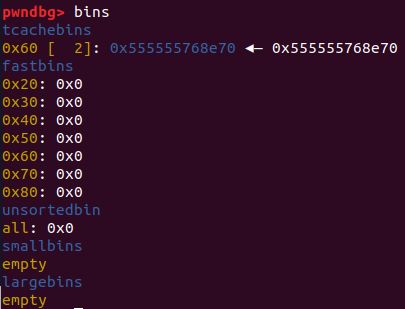 pwndbg> bins
tcachebins
0x60 [  2]: 0x555555768e70 ◂— 0x555555768e70
fastbins
0x20: 0x0
0x30: 0x0
0x40: 0x0
0x50: 0x0
0x60: 0x0
0x70: 0x0
0x80: 0x0
unsortedbin
all: 0x0
smallbins
empty
largebins
empty